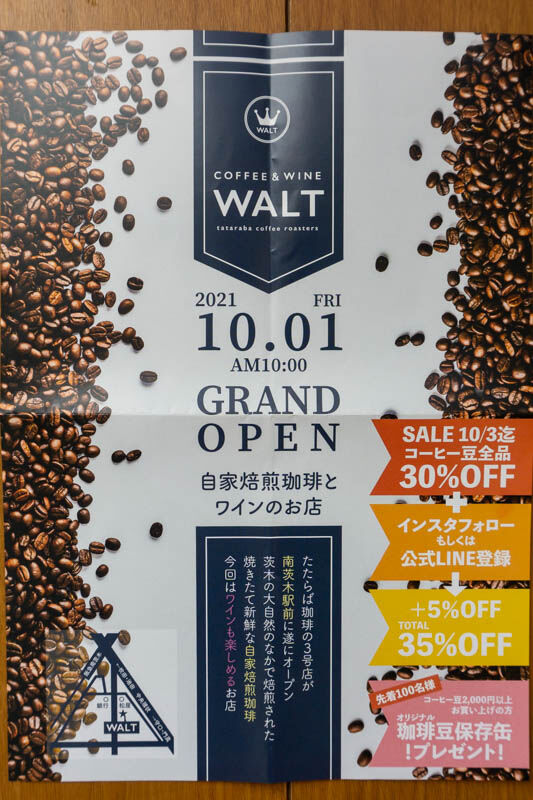 WALT
COFFEE & WINE
WALT
tataraba coffee roasters
2021 FRI
10.01
AM10:00
GRAND
OPEN
自家焙煎珈琲と
ワインのお店
たたらば珈琲の3号店が
南茨木駅前に遂にオープン
茨木の大自然のなかで焙煎された
焼きたて新鮮な自家焙煎珈琲
今回はワインも楽しめるお店
SALE 10/3迄
コーヒー豆全品
30%OFF
+
インスタフォロー
もしくは
公式LINE登録
+5%OFF
TOTAL
35%OFF
先着100名様
コーヒー豆2,000円以上
お買い上げの方
オリジナル
珈琲豆保存缶
!プレゼント!
銀行
松屋
WALT